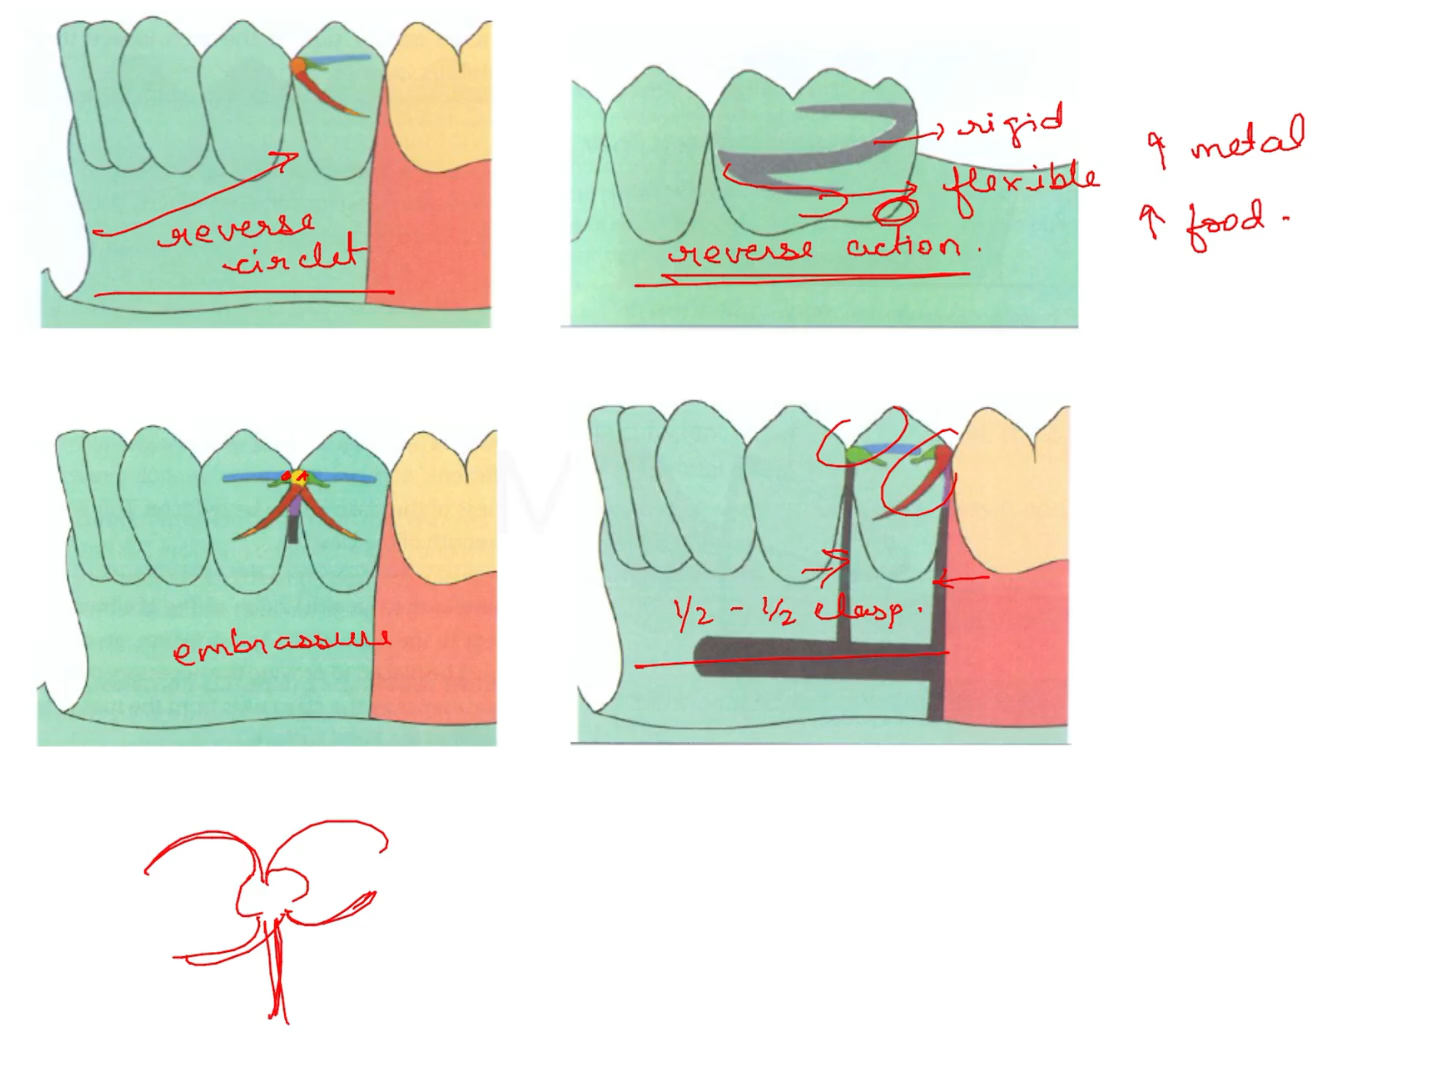 reverse
circlet
rigid
flexible
reverse action.
↑ metal
↑ food.
embrassure
1/2 - 1/2 clasp.